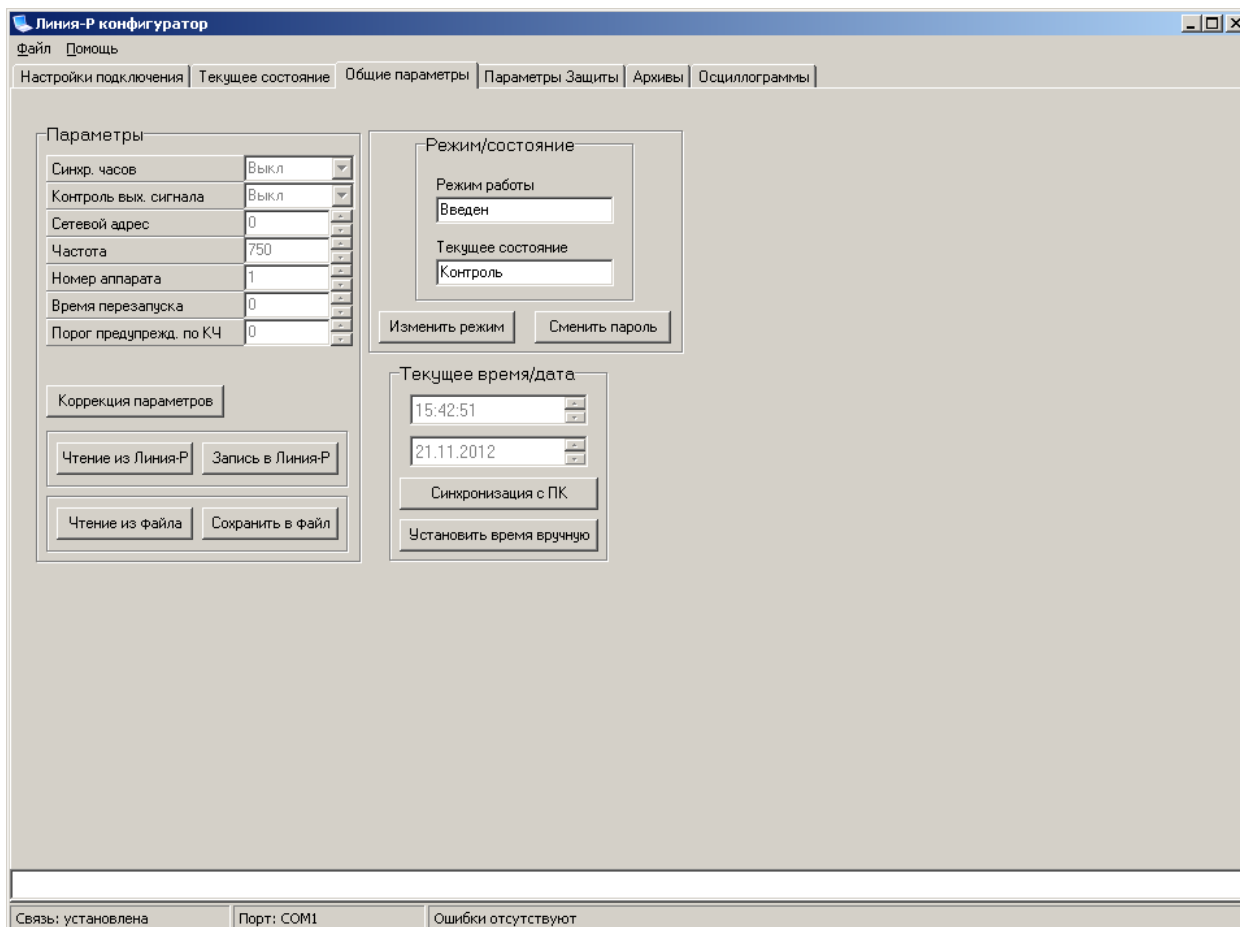 Линия-Р конфигуратор
Файл Помощь
Настройки подключения Текущее состояние Общие параметры Параметры Защиты Архивы Осциллограммы
Параметры
Синхр. часов Выкл
Контроль вых. сигнала Выкл
Сетевой адрес 0
Частота 750
Номер аппарата 1
Время перезапуска 0
Порог предупрежд. по КЧ 0
Коррекция параметров
Чтение из Линия-Р Запись в Линия-Р
Чтение из файла Сохранить в файл
Режим/состояние
Режим работы
Введен
Текущее состояние
Контроль
Изменить режим Сменить пароль
Текущее время/дата
15:42:51
21.11.2012
Синхронизация с ПК
Установить время вручную
Связь: установлена Порт: COM1 Ошибки отсутствуют